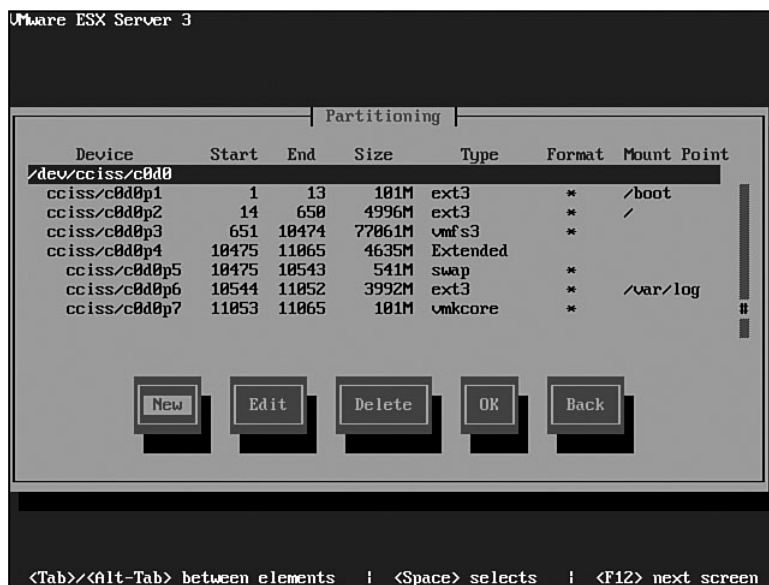 VMware ESX Server 3
Partitioning
Device Start End Size Type Format Mount Point
/dev/cciss/c0d0
cciss/c0d0p1 1 13 101M ext3 * /boot
cciss/c0d0p2 14 650 4996M ext3 * /
cciss/c0d0p3 651 10474 77061M vmfs3 *
cciss/c0d0p4 10475 11065 4635M Extended
cciss/c0d0p5 10475 10543 541M swap *
cciss/c0d0p6 10544 11052 3992M ext3 * /var/log
cciss/c0d0p7 11053 11065 101M vmkcore * #
New Edit Delete OK Back
<Tab>/<Alt-Tab> between elements | <Space> selects | <F12> next screen